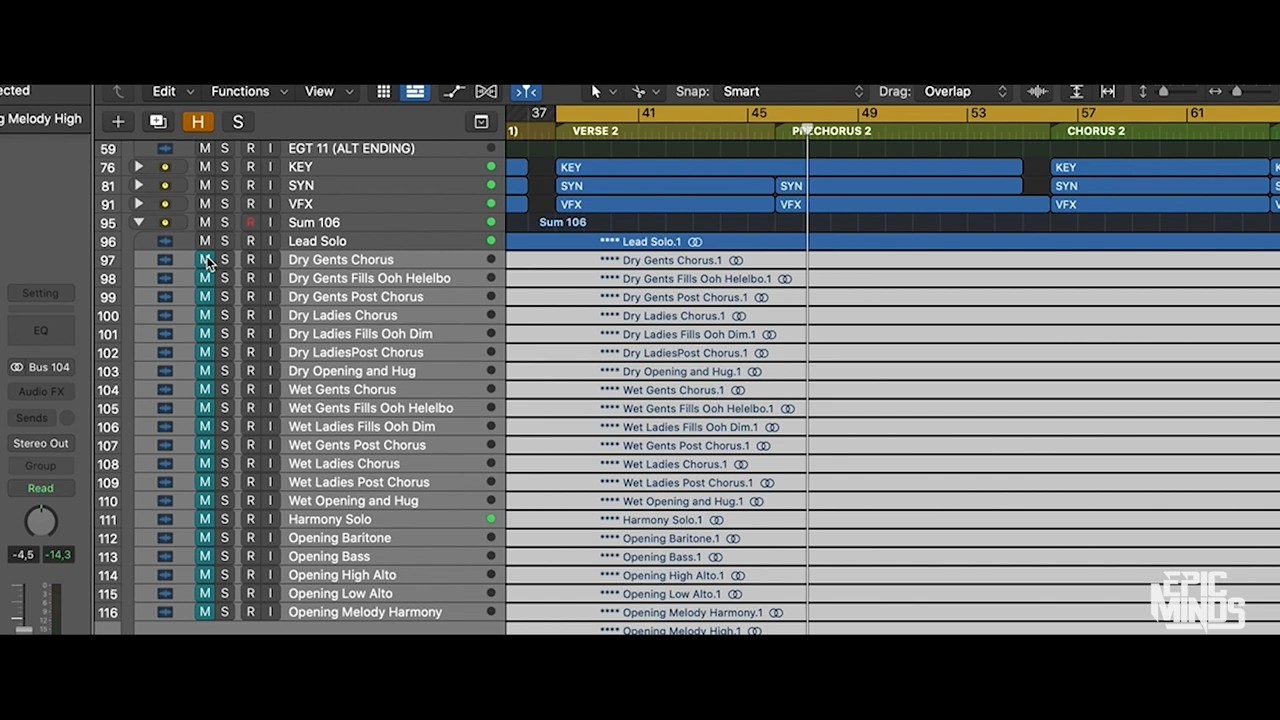 ected Edit Functions View Snap: Smart Drag: Overlap
g Melody High H S 37 41 45 49 53 57 61
1) VERSE 2 CHORUS 2 CHORUS 2
59 M S R I EGT 11 (ALT ENDING)
76 M S R I KEY KEY KEY
81 M S R I SYN SYN SYN SYN
91 M S R I VFX VFX VFX VFX
95 M S R I Sum 106 Sum 106
96 M S R I Lead Solo **** Lead Solo.1
97 M S R I Dry Gents Chorus **** Dry Gents Chorus.1
98 M S R I Dry Gents Fills Ooh Helelbo **** Dry Gents Fills Ooh Helelbo.1
99 M S R I Dry Gents Post Chorus **** Dry Gents Post Chorus.1
100 M S R I Dry Ladies Chorus **** Dry Ladies Chorus.1
101 M S R I Dry Ladies Fills Ooh Dim **** Dry Ladies Fills Ooh Dim.1
102 M S R I Dry LadiesPost Chorus **** Dry LadiesPost Chorus.1
103 M S R I Dry Opening and Hug **** Dry Opening and Hug.1
104 M S R I Wet Gents Chorus **** Wet Gents Chorus.1
105 M S R I Wet Gents Fills Ooh Helelbo **** Wet Gents Fills Ooh Helelbo.1
106 M S R I Wet Ladies Fills Ooh Dim **** Wet Ladies Fills Ooh Dim.1
107 M S R I Wet Gents Post Chorus **** Wet Gents Post Chorus.1
108 M S R I Wet Ladies Chorus **** Wet Ladies Chorus.1
109 M S R I Wet Ladies Post Chorus **** Wet Ladies Post Chorus.1
110 M S R I Wet Opening and Hug **** Wet Opening and Hug.1
111 M S R I Harmony Solo **** Harmony Solo.1
112 M S R I Opening Baritone **** Opening Baritone.1
113 M S R I Opening Bass **** Opening Bass.1
114 M S R I Opening High Alto **** Opening High Alto.1
115 M S R I Opening Low Alto **** Opening Low Alto.1
116 M S R I Opening Melody Harmony **** Opening Melody Harmony.1
**** Opening Melody High.1
Setting
EQ
Bus 104
Audio FX
Sends
Stereo Out
Group
Read
-4,5 -14,3
0
3
6
9
12
15
EPIC
MINDS